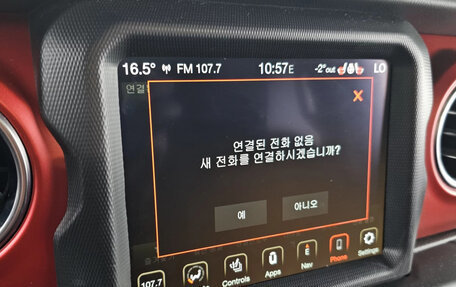 16.5° FM 107.7 10:57E -2°out LO
연결
X
연결된 전화 없음
새 전화를 연결하시겠습니까?
예 아니오
107.7 Controls Apps Nav Phone Settings